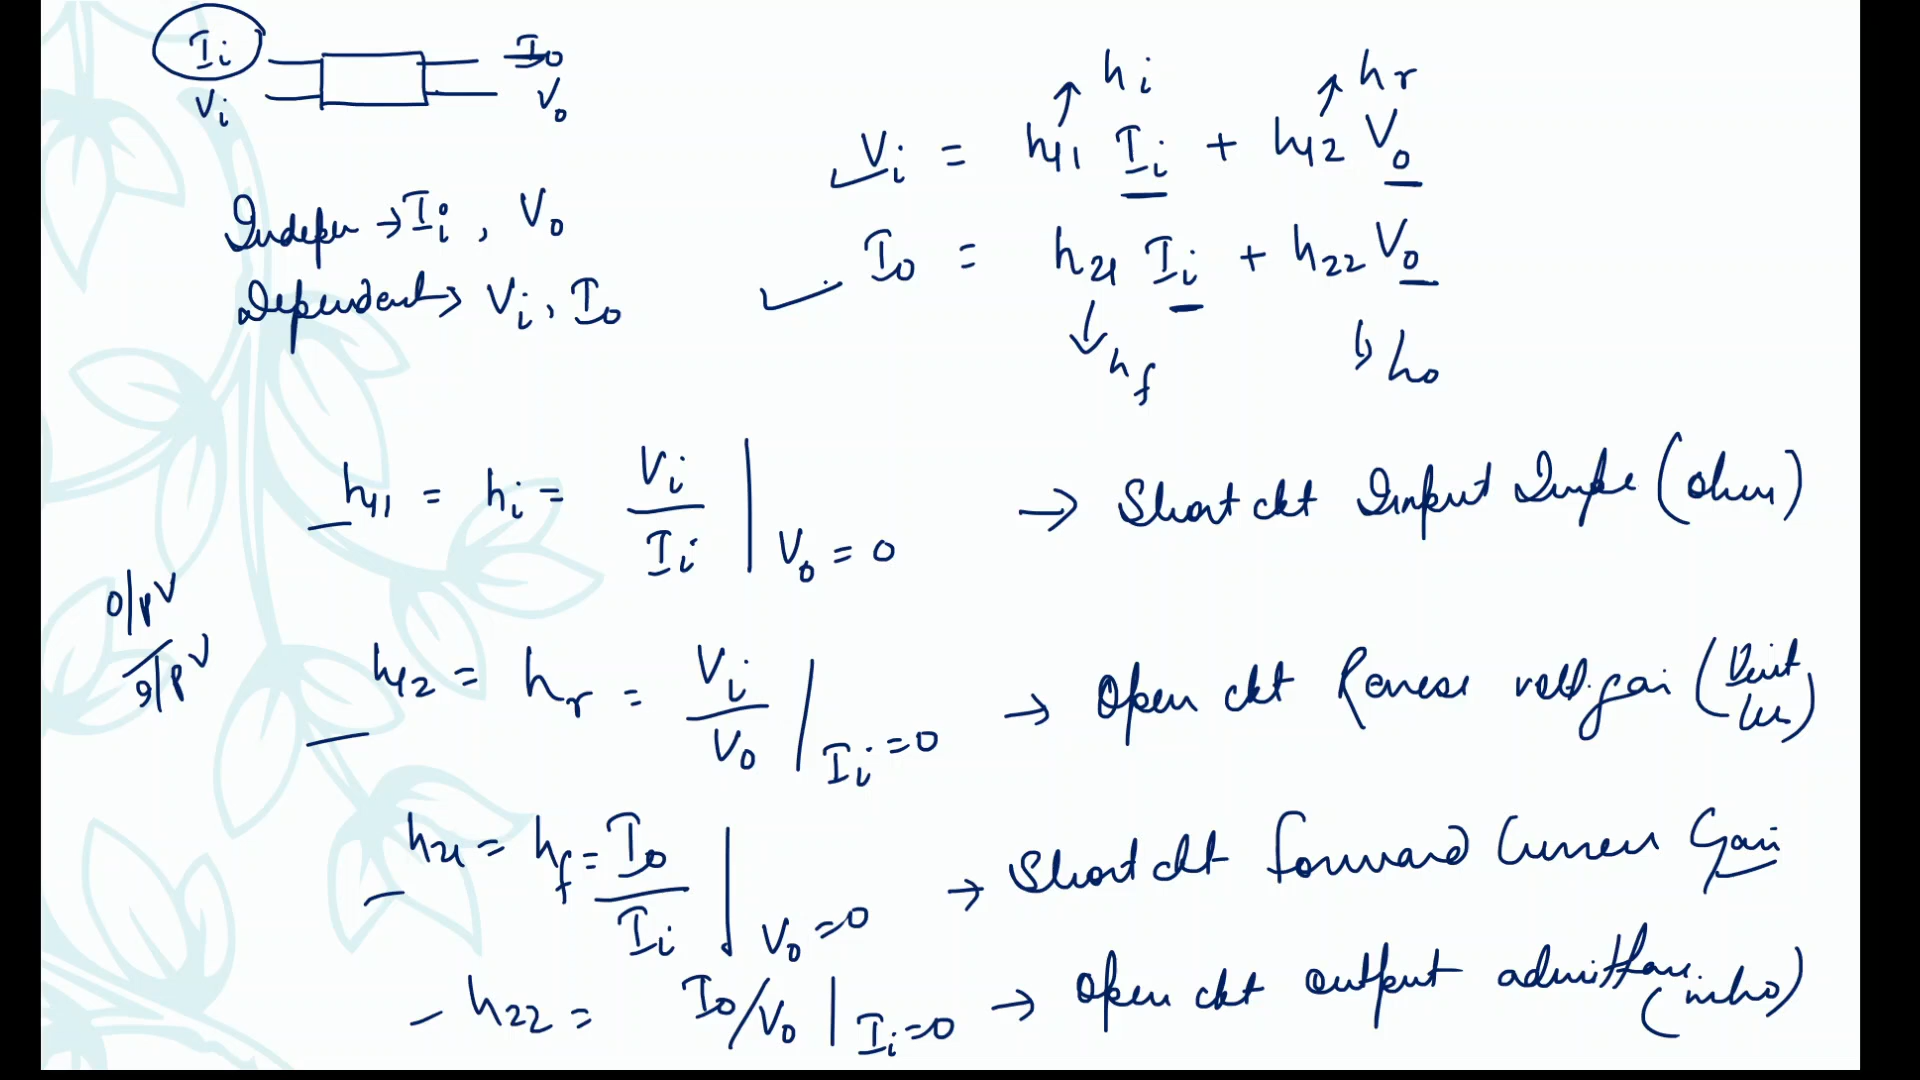 Ii Io
Vi Vo
Indepen → Ii , Vo
Dependent → Vi , Io
hi hr
Vi = h11 Ii + h12 Vo
Io = h21 Ii + h22 Vo
hf ho
h11 = hi = Vi / Ii | Vo = 0 → Short ckt Input Impe (ohm)
o/p V
i/p V
h12 = hr = Vi / Vo | Ii = 0 → Open ckt Reverse volt. gai (Unit les)
h21 = hf = Io / Ii | Vo = 0 → Short ckt forward Current Gain
h22 = Io/Vo | Ii = 0 → Open ckt output admittan (mho)